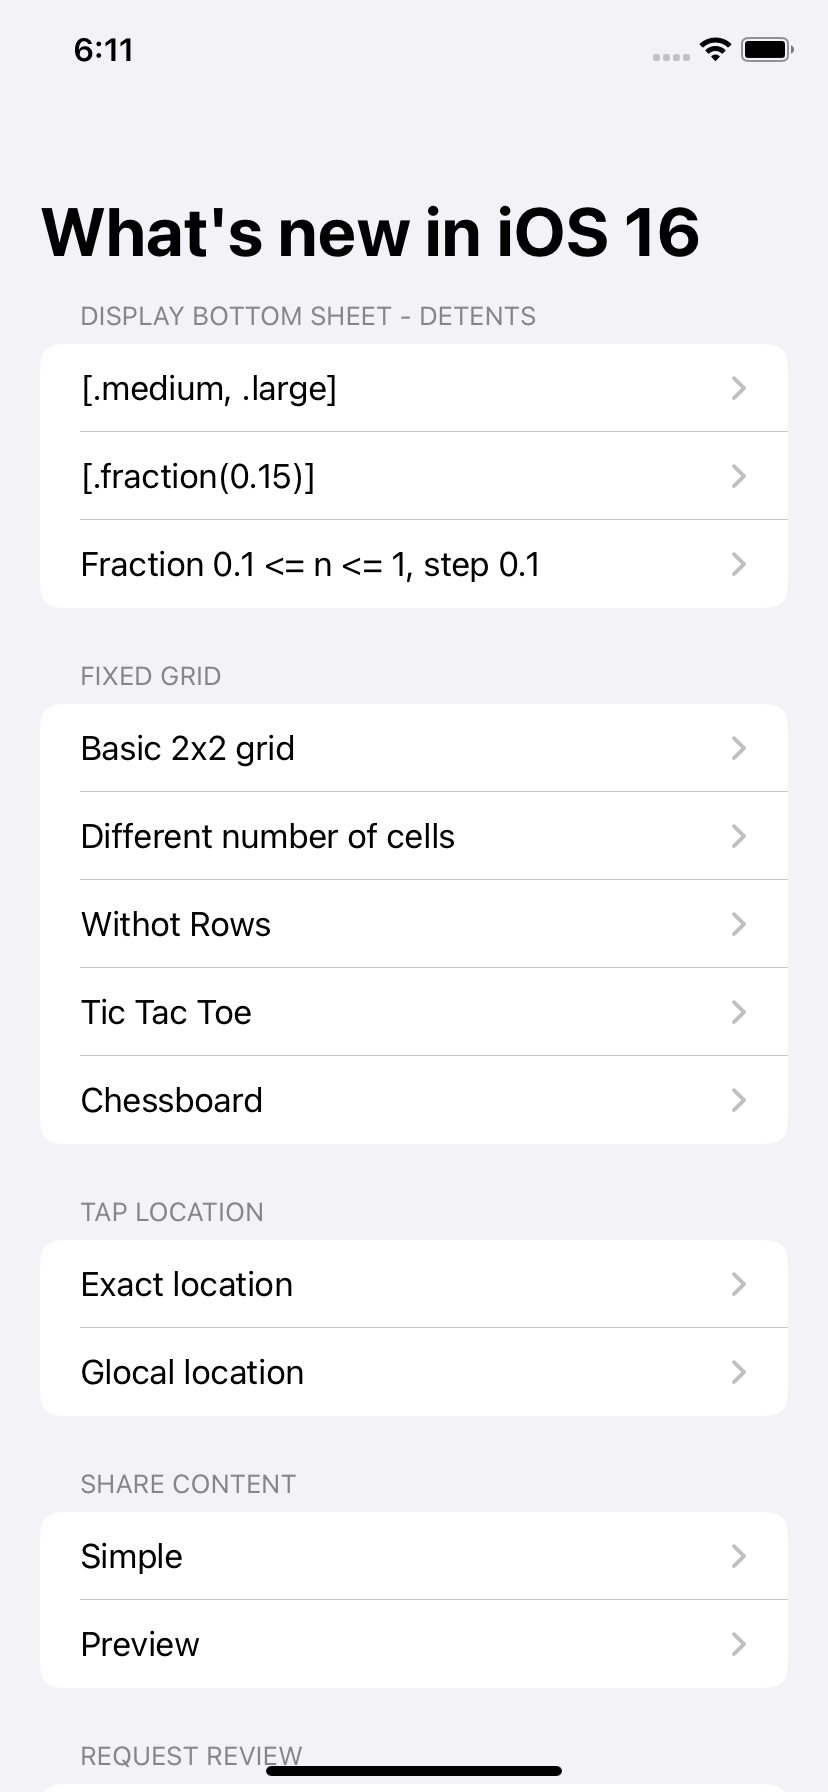 6:11
What's new in iOS 16
DISPLAY BOTTOM SHEET - DETENTS
[.medium, .large]
[.fraction(0.15)]
Fraction 0.1 <= n <= 1, step 0.1
FIXED GRID
Basic 2x2 grid
Different number of cells
Withot Rows
Tic Tac Toe
Chessboard
TAP LOCATION
Exact location
Glocal location
SHARE CONTENT
Simple
Preview
REQUEST REVIEW